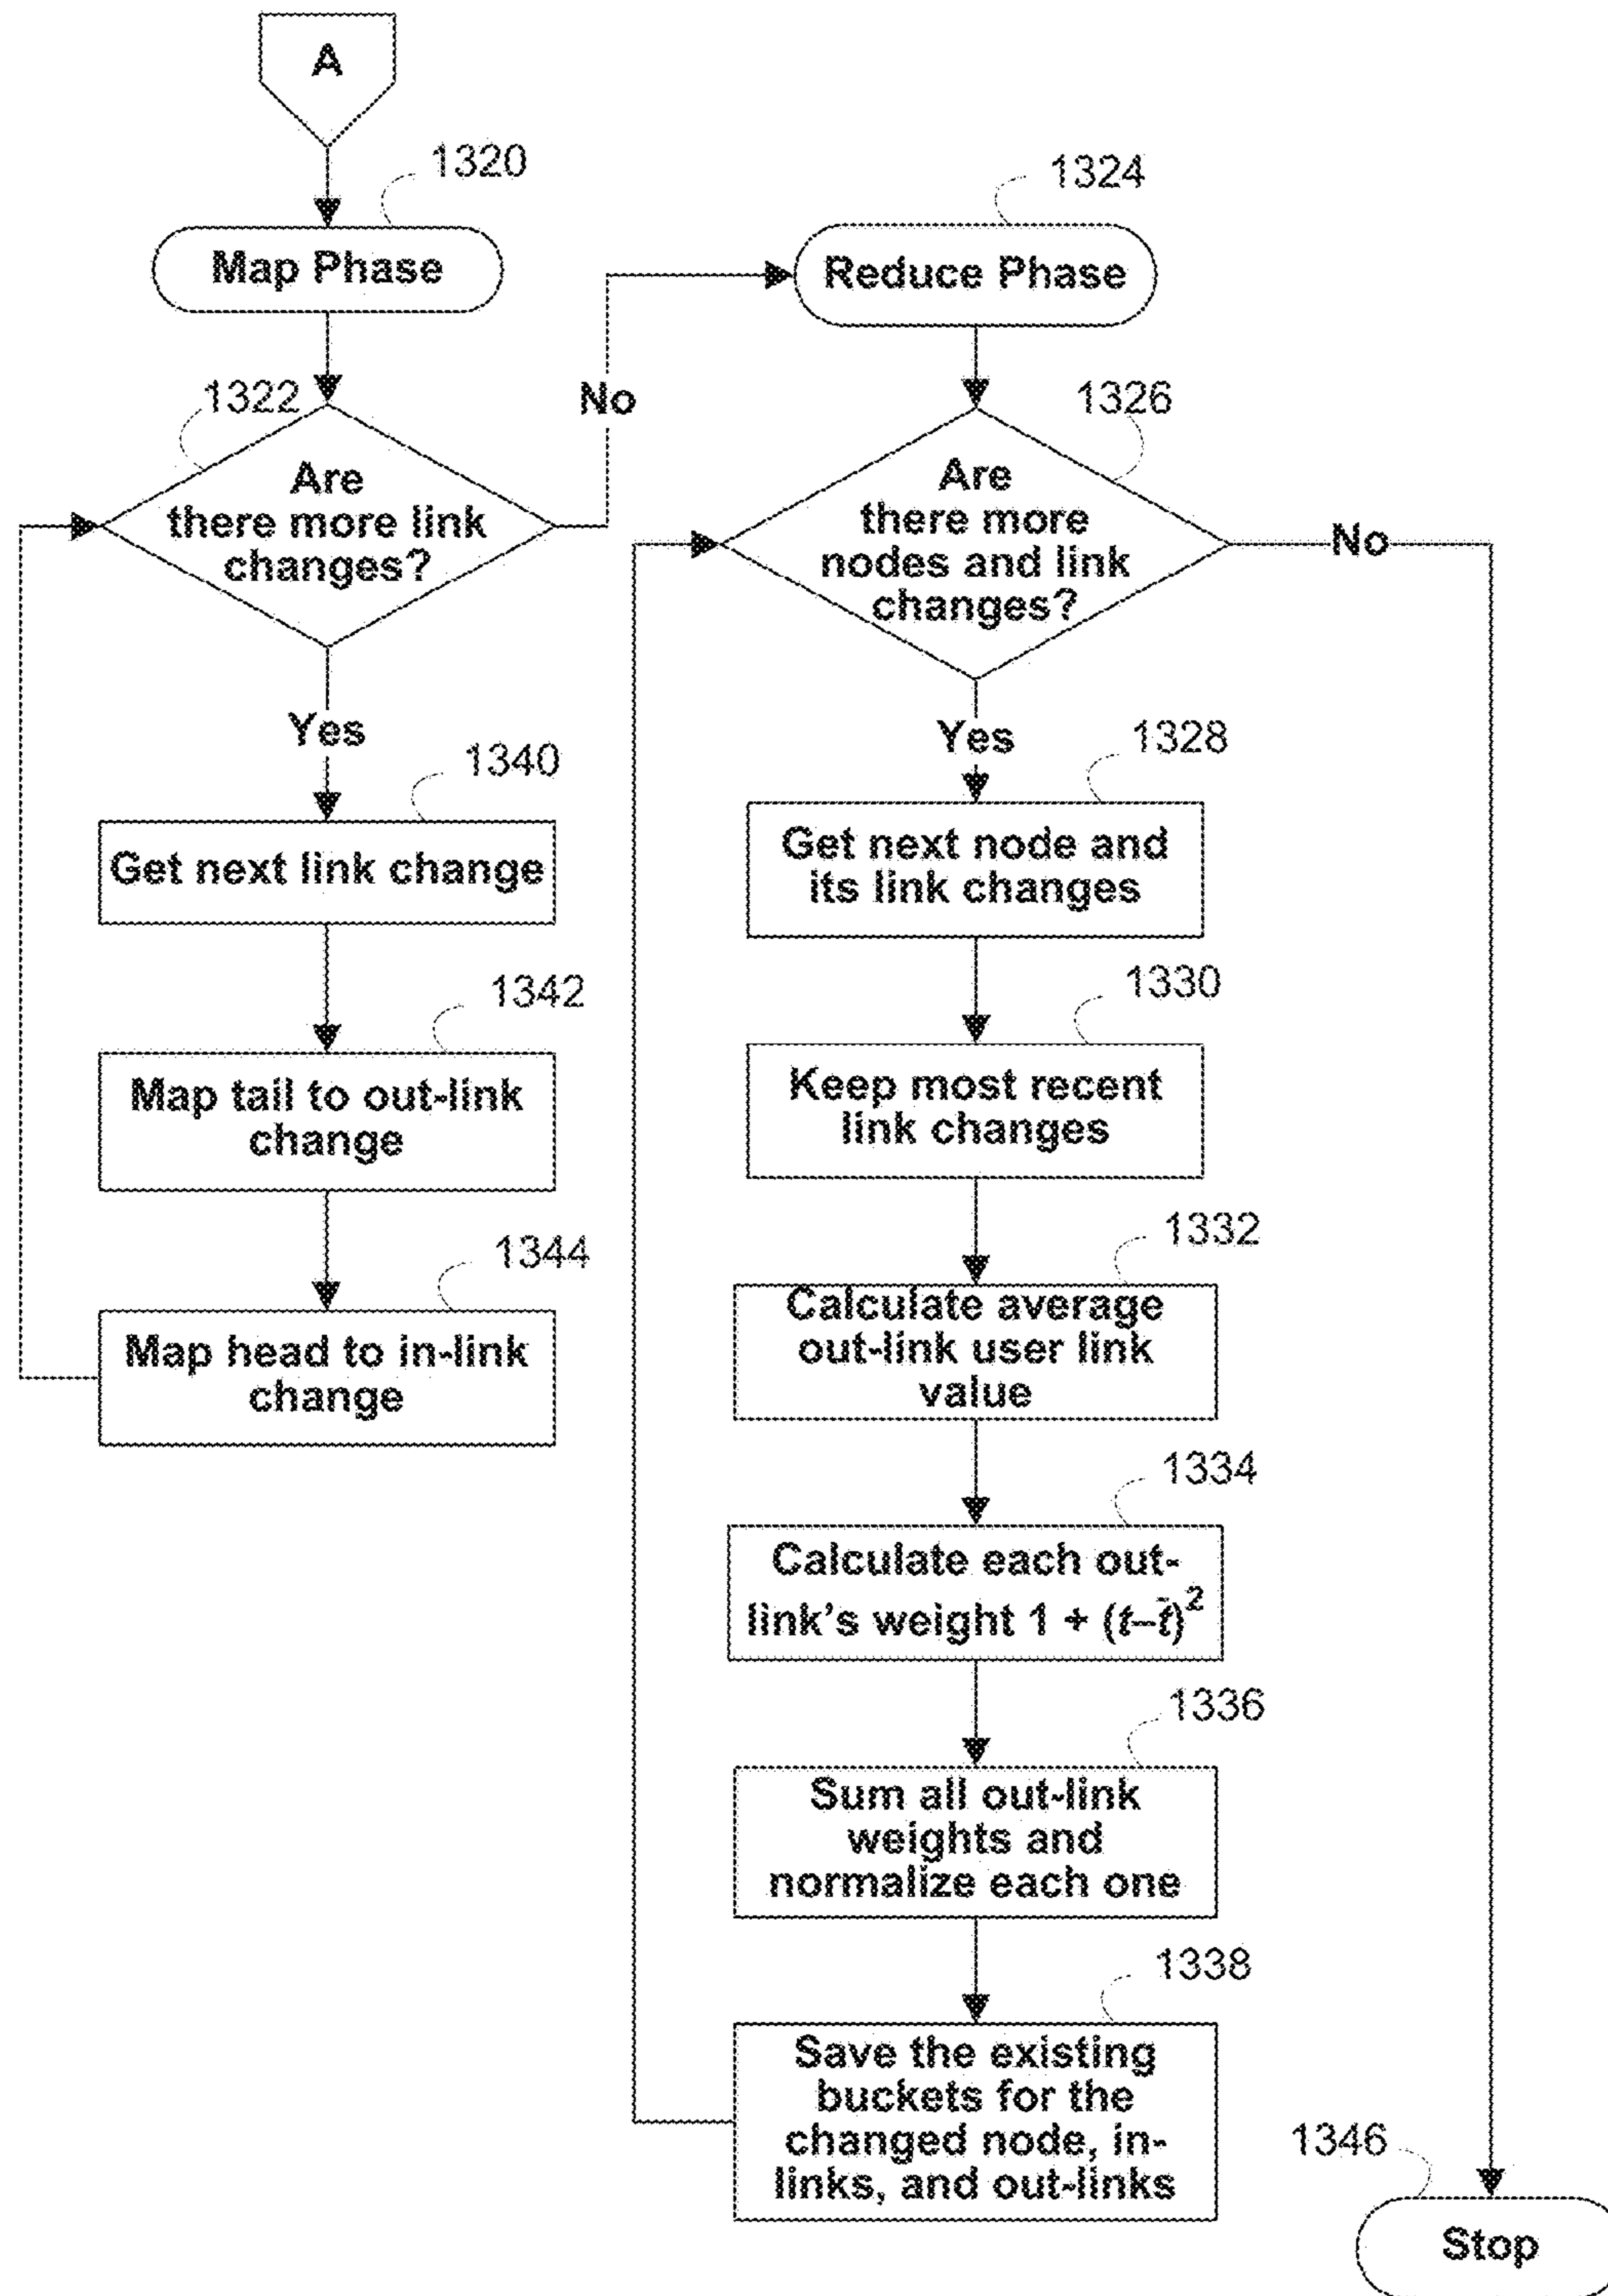 A
1320
Map Phase
1322
Are
there more link
changes?
No
Yes
1340
Get next link change
1342
Map tail to out-link
change
1344
Map head to in-link
change
1324
Reduce Phase
1326
Are
there more
nodes and link
changes?
No
Yes
1328
Get next node and
its link changes
1330
Keep most recent
link changes
1332
Calculate average
out-link user link
value
1334
Calculate each out-
link's weight 1 + (t–t̄)²
1336
Sum all out-link
weights and
normalize each one
1338
Save the existing
buckets for the
changed node, in-
links, and out-links
1346
Stop